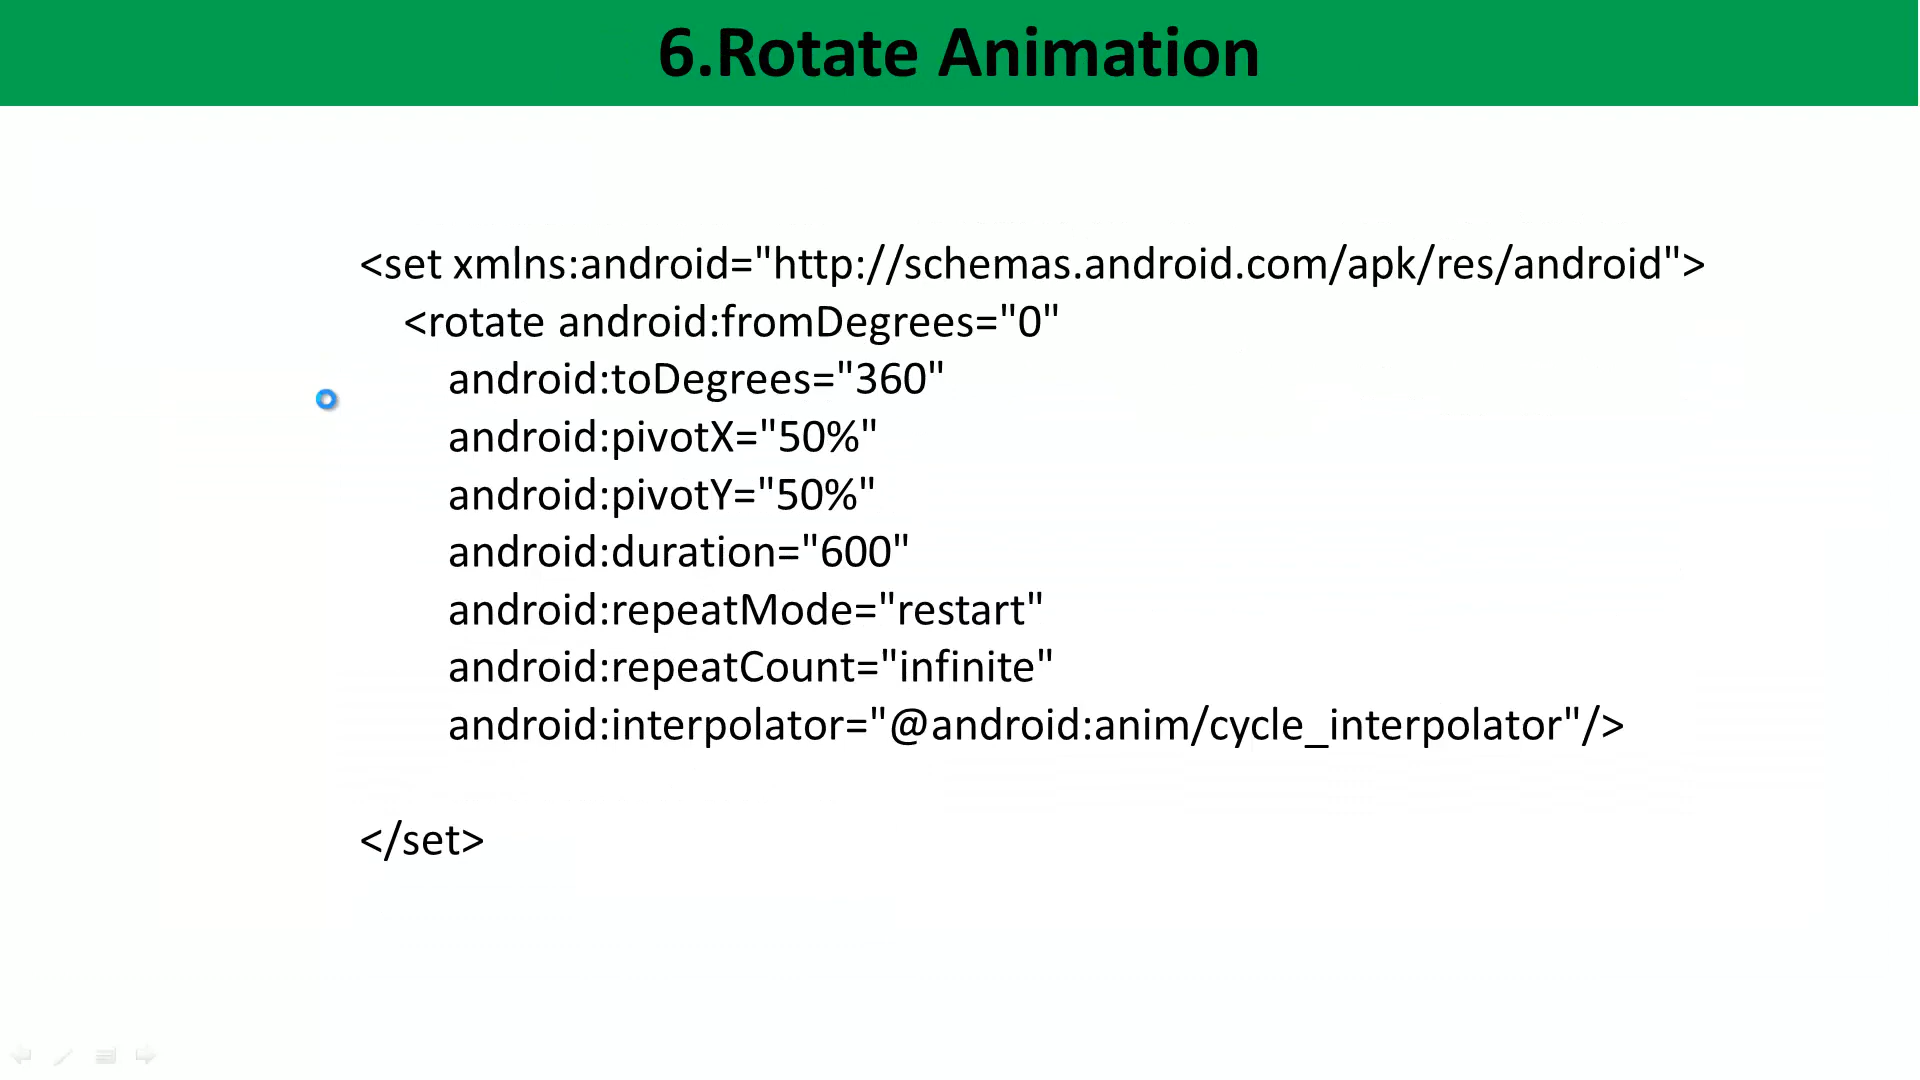 6.Rotate Animation
<set xmlns:android="http://schemas.android.com/apk/res/android">
<rotate android:fromDegrees="0"
android:toDegrees="360"
android:pivotX="50%"
android:pivotY="50%"
android:duration="600"
android:repeatMode="restart"
android:repeatCount="infinite"
android:interpolator="@android:anim/cycle_interpolator"/>
</set>